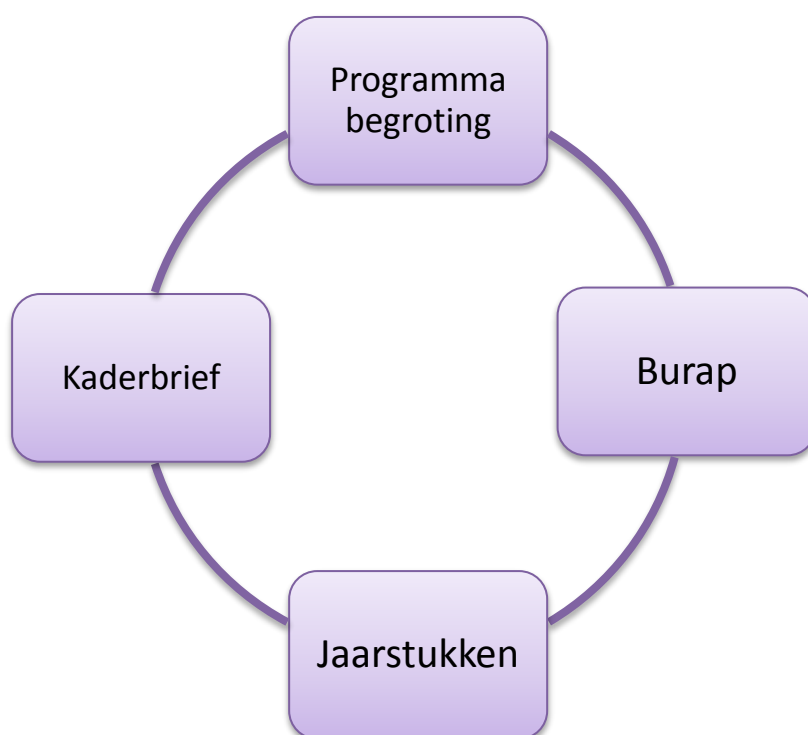 Programma
begroting
Kaderbrief
Burap
Jaarstukken